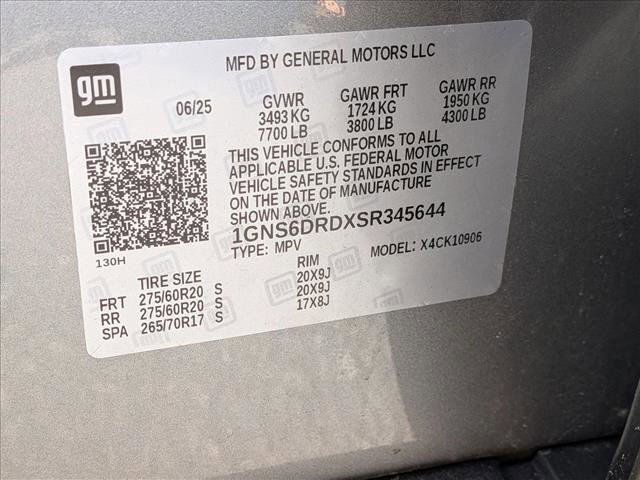 MFD BY GENERAL MOTORS LLC
gm
06/25 GVWR GAWR FRT GAWR RR
3493 KG 1724 KG 1950 KG
7700 LB 3800 LB 4300 LB
THIS VEHICLE CONFORMS TO ALL
APPLICABLE U.S. FEDERAL MOTOR
VEHICLE SAFETY STANDARDS IN EFFECT
ON THE DATE OF MANUFACTURE
SHOWN ABOVE.
1GNS6DRDXSR345644
TYPE: MPV MODEL: X4CK10906
130H
TIRE SIZE RIM
FRT 275/60R20 S 20X9J
RR 275/60R20 S 20X9J
SPA 265/70R17 S 17X8J